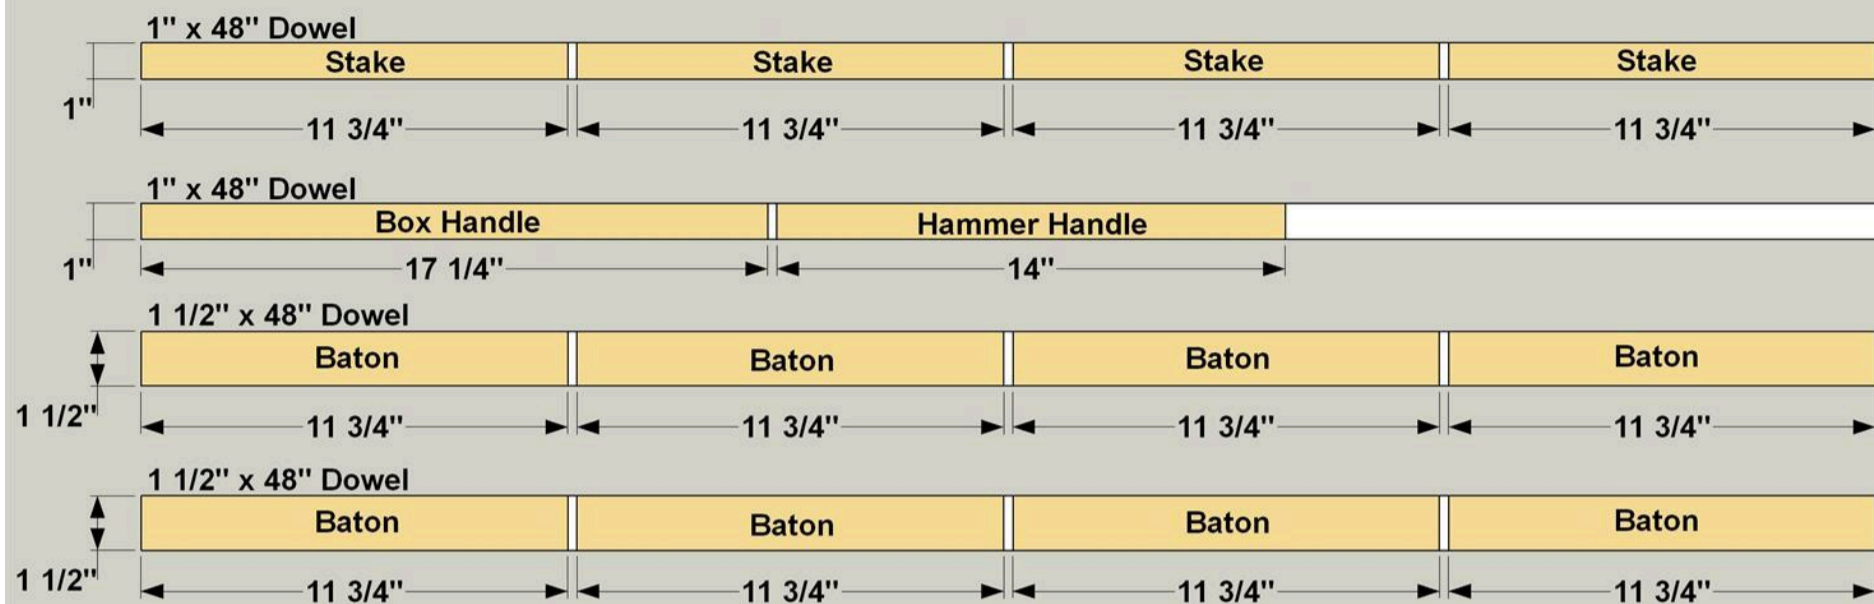 1" x 48" Dowel
Stake Stake Stake Stake
1"
11 3/4" 11 3/4" 11 3/4" 11 3/4"
1" x 48" Dowel
Box Handle Hammer Handle
1"
17 1/4" 14"
1 1/2" x 48" Dowel
Baton Baton Baton Baton
1 1/2"
11 3/4" 11 3/4" 11 3/4" 11 3/4"
1 1/2" x 48" Dowel
Baton Baton Baton Baton
1 1/2"
11 3/4" 11 3/4" 11 3/4" 11 3/4"